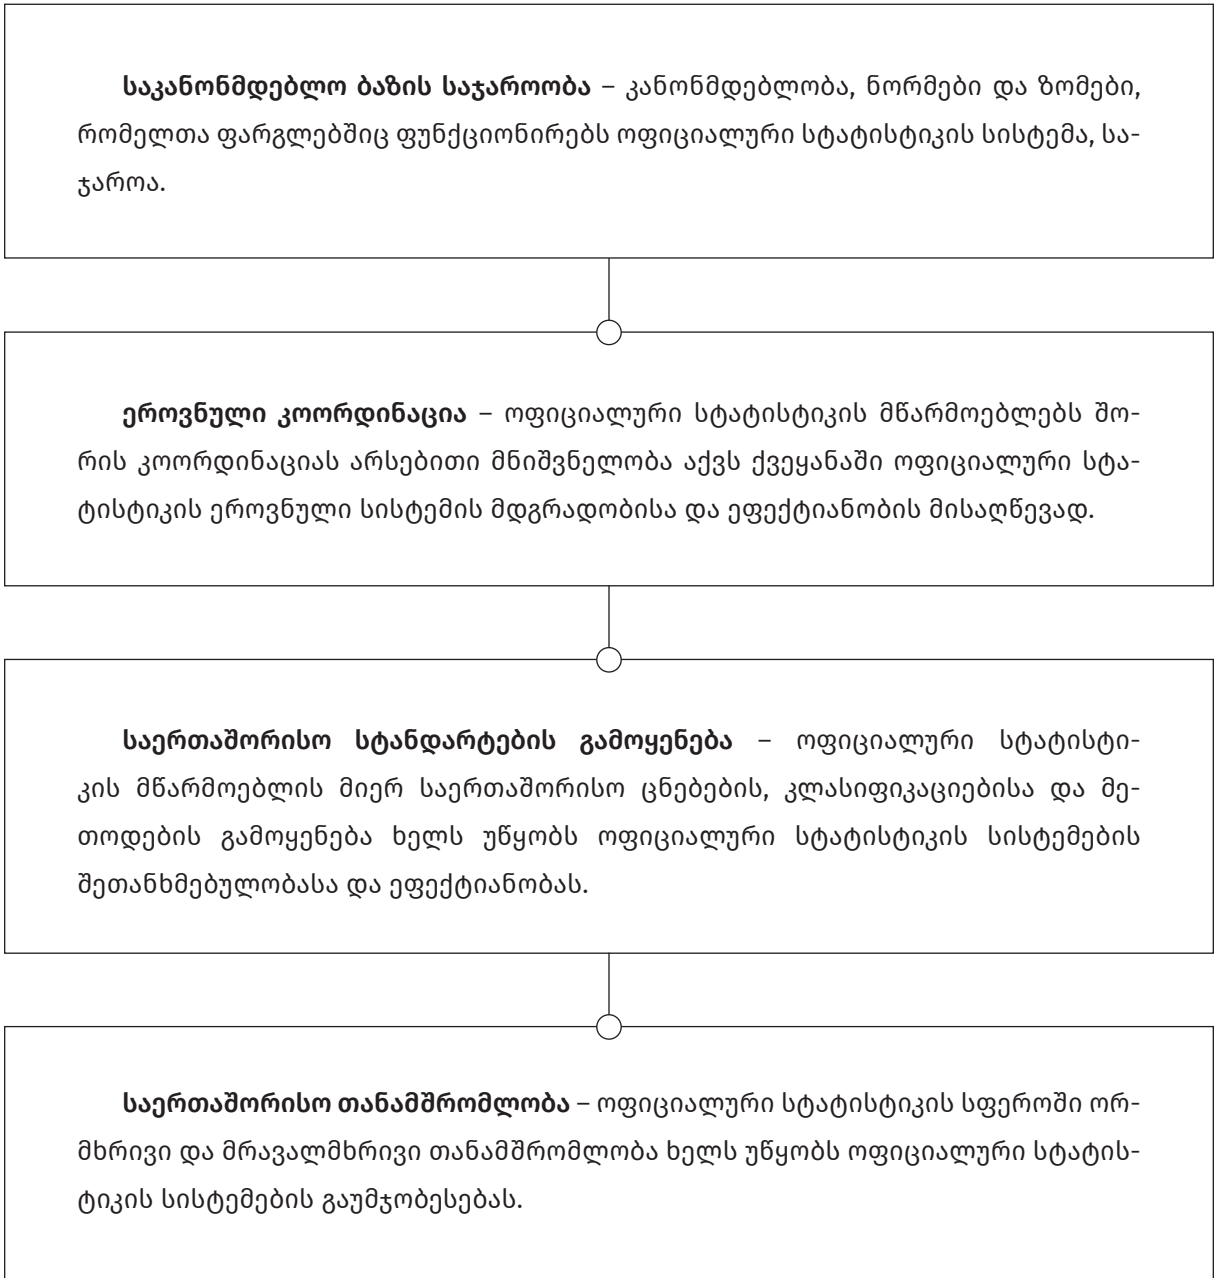 საკანონმდებლო ბაზის საჯაროობა – კანონმდებლობა, ნორმები და ზომები,
რომელთა ფარგლებშიც ფუნქციონირებს ოფიციალური სტატისტიკის სისტემა, სა-
ჯაროა.
ეროვნული კოორდინაცია – ოფიციალური სტატისტიკის მწარმოებლებს შო-
რის კოორდინაციას არსებითი მნიშვნელობა აქვს ქვეყანაში ოფიციალური სტა-
ტისტიკის ეროვნული სისტემის მდგრადობისა და ეფექტიანობის მისაღწევად.
საერთაშორისო სტანდარტების გამოყენება – ოფიციალური სტატისტი-
კის მწარმოებლის მიერ საერთაშორისო ცნებების, კლასიფიკაციებისა და მე-
თოდების გამოყენება ხელს უწყობს ოფიციალური სტატისტიკის სისტემების
შეთანხმებულობასა და ეფექტიანობას.
საერთაშორისო თანამშრომლობა – ოფიციალური სტატისტიკის სფეროში ორ-
მხრივი და მრავალმხრივი თანამშრომლობა ხელს უწყობს ოფიციალური სტატის-
ტიკის სისტემების გაუმჯობესებას.